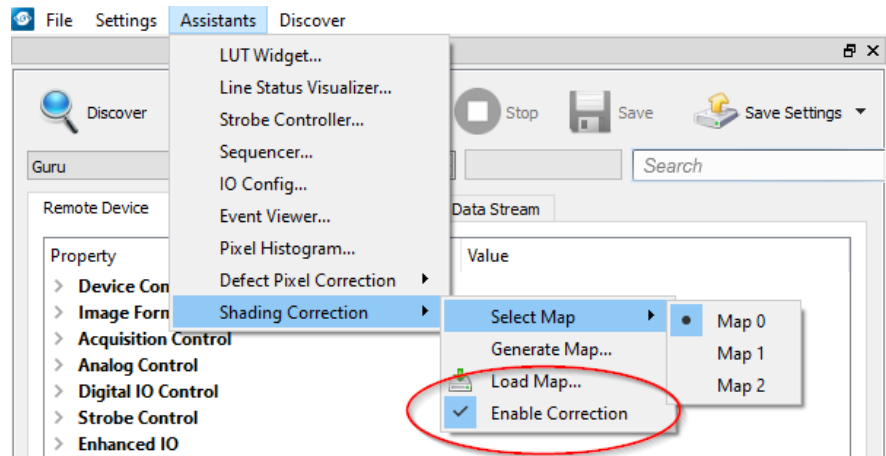 File Settings Assistants Discover
LUT Widget...
Line Status Visualizer...
Strobe Controller...
Sequencer...
IO Config...
Event Viewer...
Pixel Histogram...
Defect Pixel Correction
Shading Correction
Discover Stop Save Save Settings
Guru Search
Remote Device Data Stream
Property Value
Device Con
Image Forn
Acquisition Control
Analog Control
Digital IO Control
Strobe Control
Enhanced IO
Select Map
Generate Map...
Load Map...
Enable Correction
Map 0
Map 1
Map 2